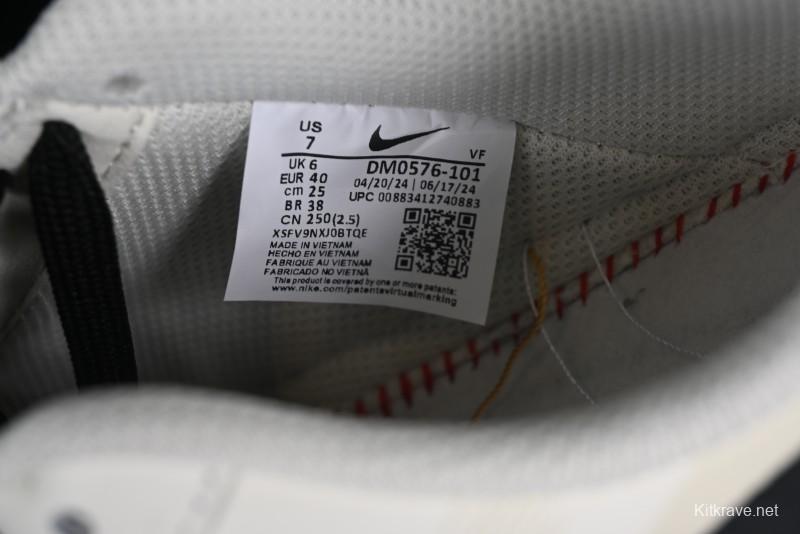 US
7
VF
UK 6
EUR 40
cm 25
BR 38
CN 250(2.5)
XSFV9NXJ0BTQE
DM0576-101
04/20/24 | 06/17/24
UPC 00883412740883
MADE IN VIETNAM
HECHO EN VIETNAM
FABRIQUE AU VIETNAM
FABRICADO NO VIETNÃ
This product is covered by one or more patents:
www.nike.com/patentsvirtualmarking
Kitkrave.net